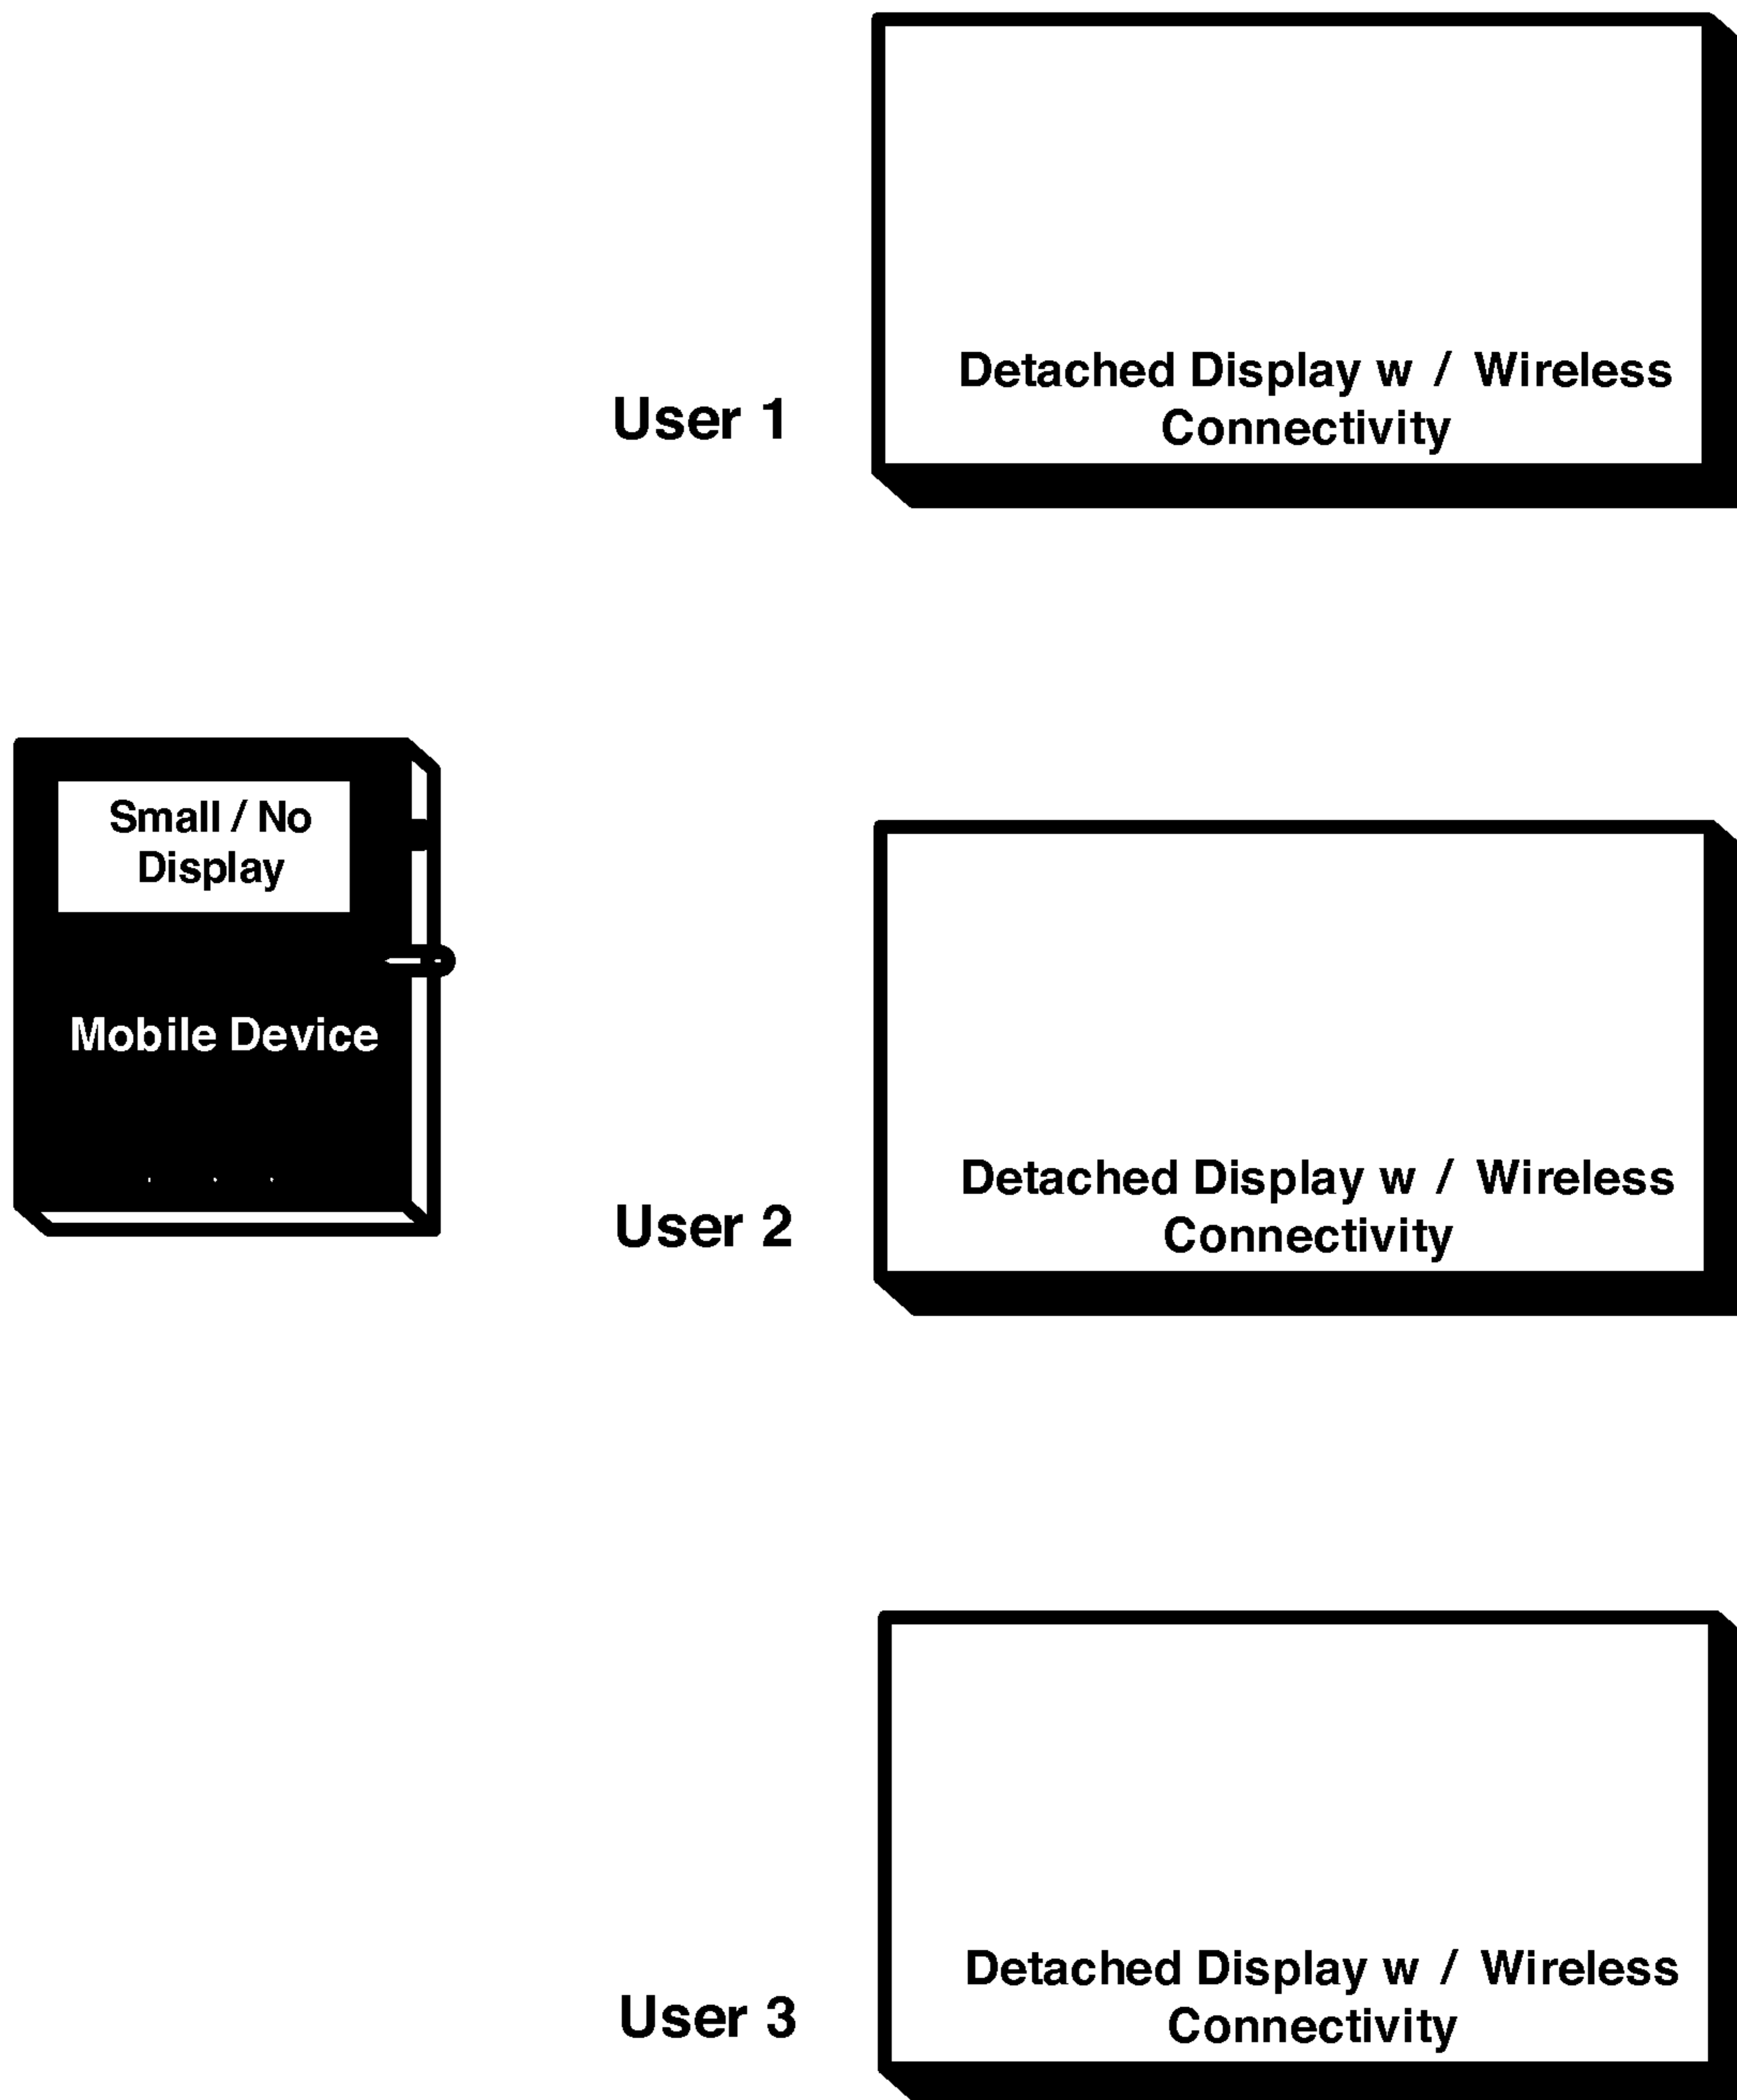 Detached Display w / Wireless
Connectivity
User 1
Small / No
Display
Mobile Device
Detached Display w / Wireless
Connectivity
User 2
Detached Display w / Wireless
Connectivity
User 3